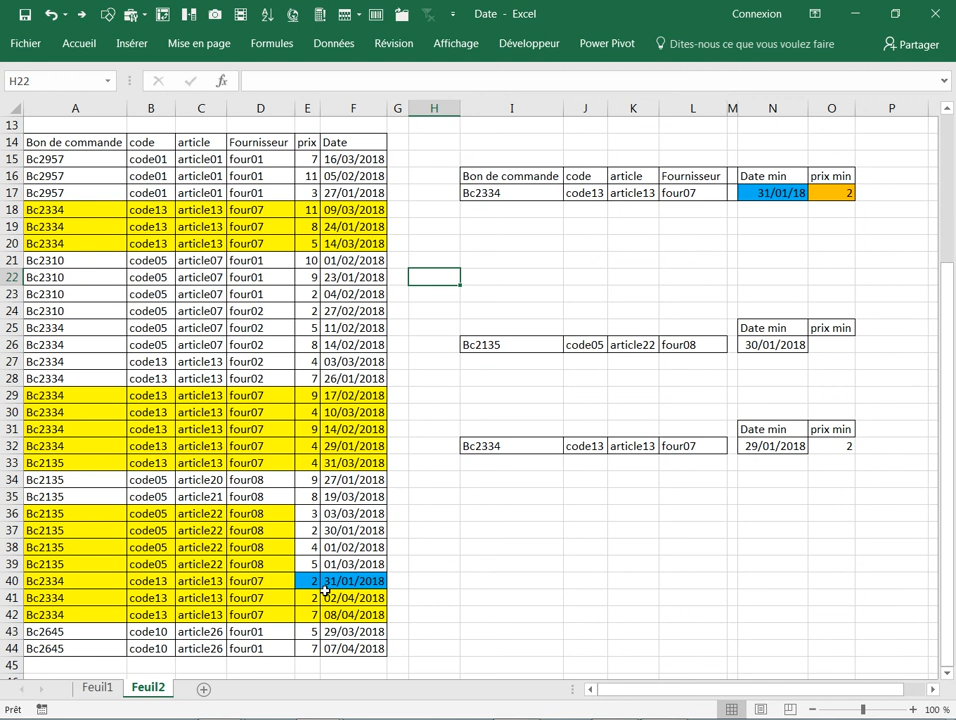 Date - Excel Connexion
Fichier Accueil Insérer Mise en page Formules Données Révision Affichage Développeur Power Pivot Dites-nous ce que vous voulez faire Partager
H22 fx
A B C D E F G H I J K L M N O P
13
14 Bon de commande code article Fournisseur prix Date
15 Bc2957 code01 article01 four01 7 16/03/2018
16 Bc2957 code01 article01 four01 11 05/02/2018 Bon de commande code article Fournisseur Date min prix min
17 Bc2957 code01 article01 four01 3 27/01/2018 Bc2334 code13 article13 four07 31/01/18 2
18 Bc2334 code13 article13 four07 11 09/03/2018
19 Bc2334 code13 article13 four07 8 24/01/2018
20 Bc2334 code13 article13 four07 5 14/03/2018
21 Bc2310 code05 article07 four01 10 01/02/2018
22 Bc2310 code05 article07 four01 9 23/01/2018
23 Bc2310 code05 article07 four01 2 04/02/2018
24 Bc2310 code05 article07 four02 2 27/02/2018
25 Bc2334 code05 article07 four02 5 11/02/2018 Date min prix min
26 Bc2334 code05 article07 four02 8 14/02/2018 Bc2135 code05 article22 four08 30/01/2018
27 Bc2334 code13 article13 four02 4 03/03/2018
28 Bc2334 code13 article13 four02 7 26/01/2018
29 Bc2334 code13 article13 four07 9 17/02/2018
30 Bc2334 code13 article13 four07 4 10/03/2018
31 Bc2334 code13 article13 four07 9 14/02/2018 Date min prix min
32 Bc2334 code13 article13 four07 4 29/01/2018 Bc2334 code13 article13 four07 29/01/2018 2
33 Bc2135 code13 article13 four07 4 31/03/2018
34 Bc2135 code05 article20 four08 9 27/01/2018
35 Bc2135 code05 article21 four08 8 19/03/2018
36 Bc2135 code05 article22 four08 3 03/03/2018
37 Bc2135 code05 article22 four08 2 30/01/2018
38 Bc2135 code05 article22 four08 4 01/02/2018
39 Bc2135 code05 article22 four08 5 01/03/2018
40 Bc2334 code13 article13 four07 2 31/01/2018
41 Bc2334 code13 article13 four07 2 02/04/2018
42 Bc2334 code13 article13 four07 7 08/04/2018
43 Bc2645 code10 article26 four01 5 29/03/2018
44 Bc2645 code10 article26 four01 7 07/04/2018
45
Feuil1 Feuil2
Prêt 100 %